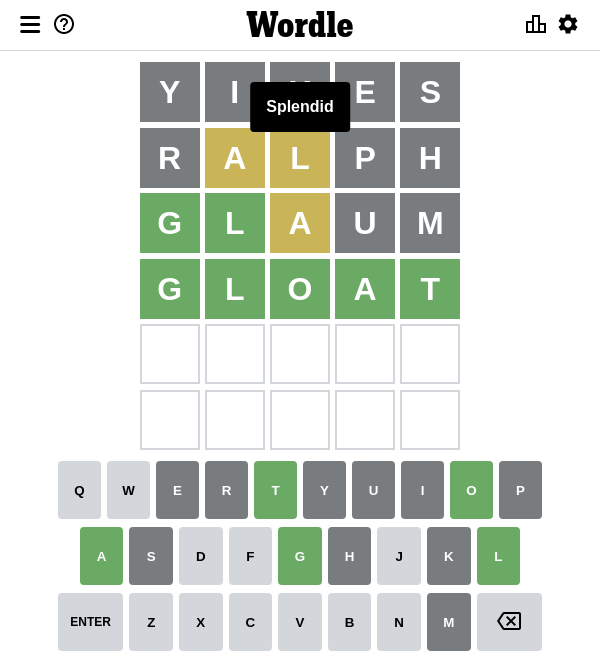 Wordle
Y I E S
Splendid
R A L P H
G L A U M
G L O A T
Q W E R T Y U I O P
A S D F G H J K L
ENTER Z X C V B N M